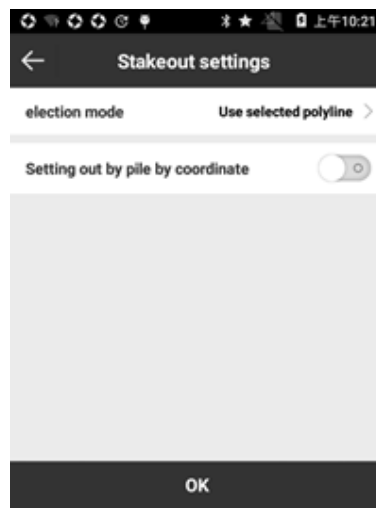 上午10:21
Stakeout settings
election mode Use selected polyline
Setting out by pile by coordinate
OK